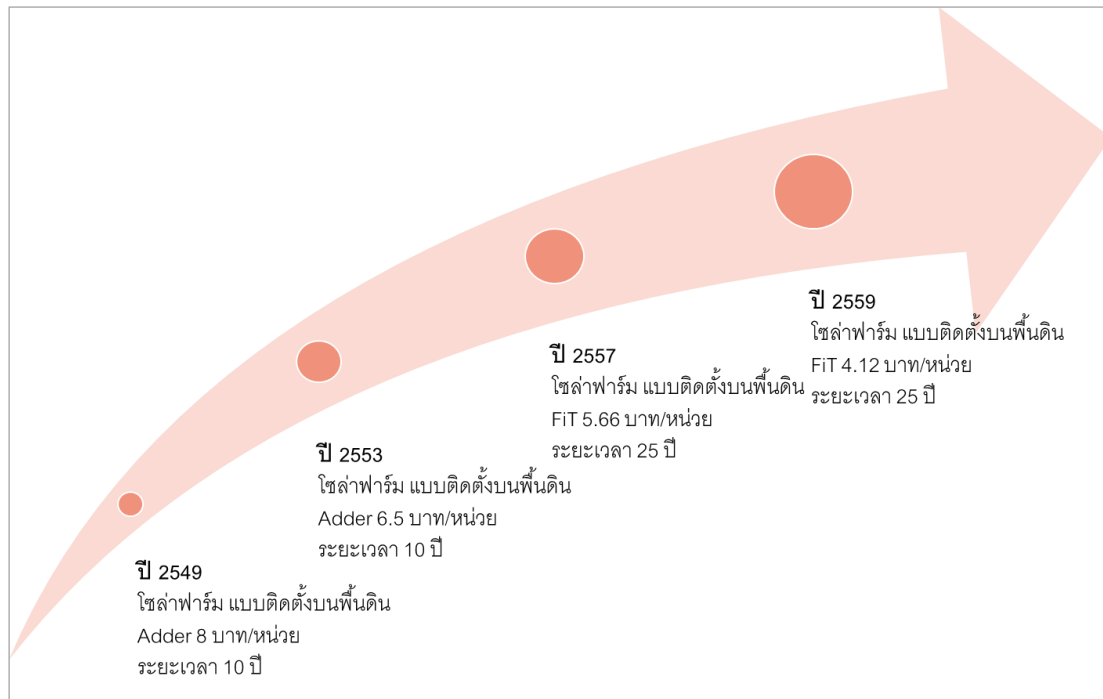 ปี 2549
โซล่าฟาร์ม แบบติดตั้งบนพื้นดิน
Adder 8 บาท/หน่วย
ระยะเวลา 10 ปี
ปี 2553
โซล่าฟาร์ม แบบติดตั้งบนพื้นดิน
Adder 6.5 บาท/หน่วย
ระยะเวลา 10 ปี
ปี 2557
โซล่าฟาร์ม แบบติดตั้งบนพื้นดิน
FiT 5.66 บาท/หน่วย
ระยะเวลา 25 ปี
ปี 2559
โซล่าฟาร์ม แบบติดตั้งบนพื้นดิน
FiT 4.12 บาท/หน่วย
ระยะเวลา 25 ปี